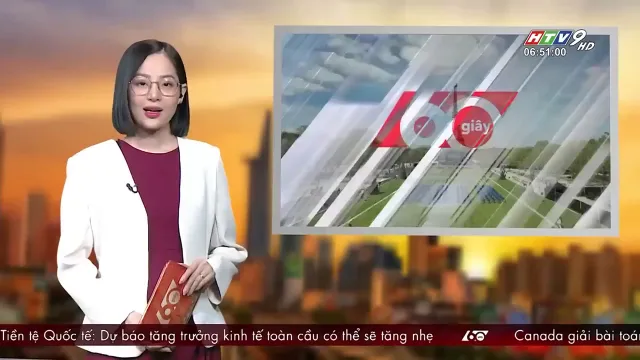 HTV9 HD
06:51:00
60 giây
60
Tiền tệ Quốc tế: Dự báo tăng trưởng kinh tế toàn cầu có thể sẽ tăng nhẹ 60 Canada giải bài toá